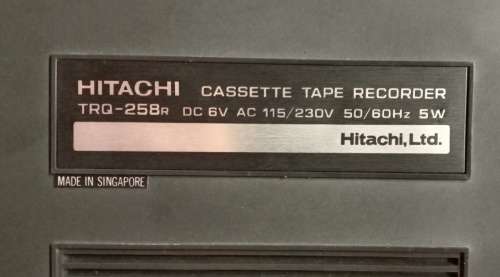 HITACHI CASSETTE TAPE RECORDER
TRQ-258R DC 6V AC 115/230V 50/60Hz 5W
Hitachi, Ltd.
MADE IN SINGAPORE